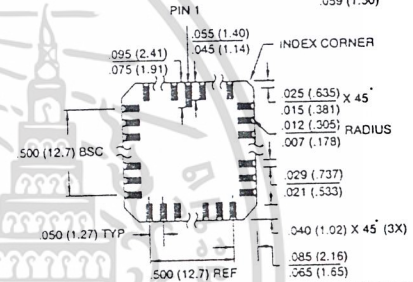 .059 (1.50)
PIN 1
.055 (1.40)
.045 (1.14)
INDEX CORNER
.095 (2.41)
.075 (1.91)
.025 (.635) X 45°
.015 (.381)
.012 (.305) RADIUS
.007 (.178)
.500 (12.7) BSC
.029 (.737)
.021 (.533)
.050 (1.27) TYP
.040 (1.02) X 45° (3X)
.085 (2.16)
.065 (1.65)
.500 (12.7) REF